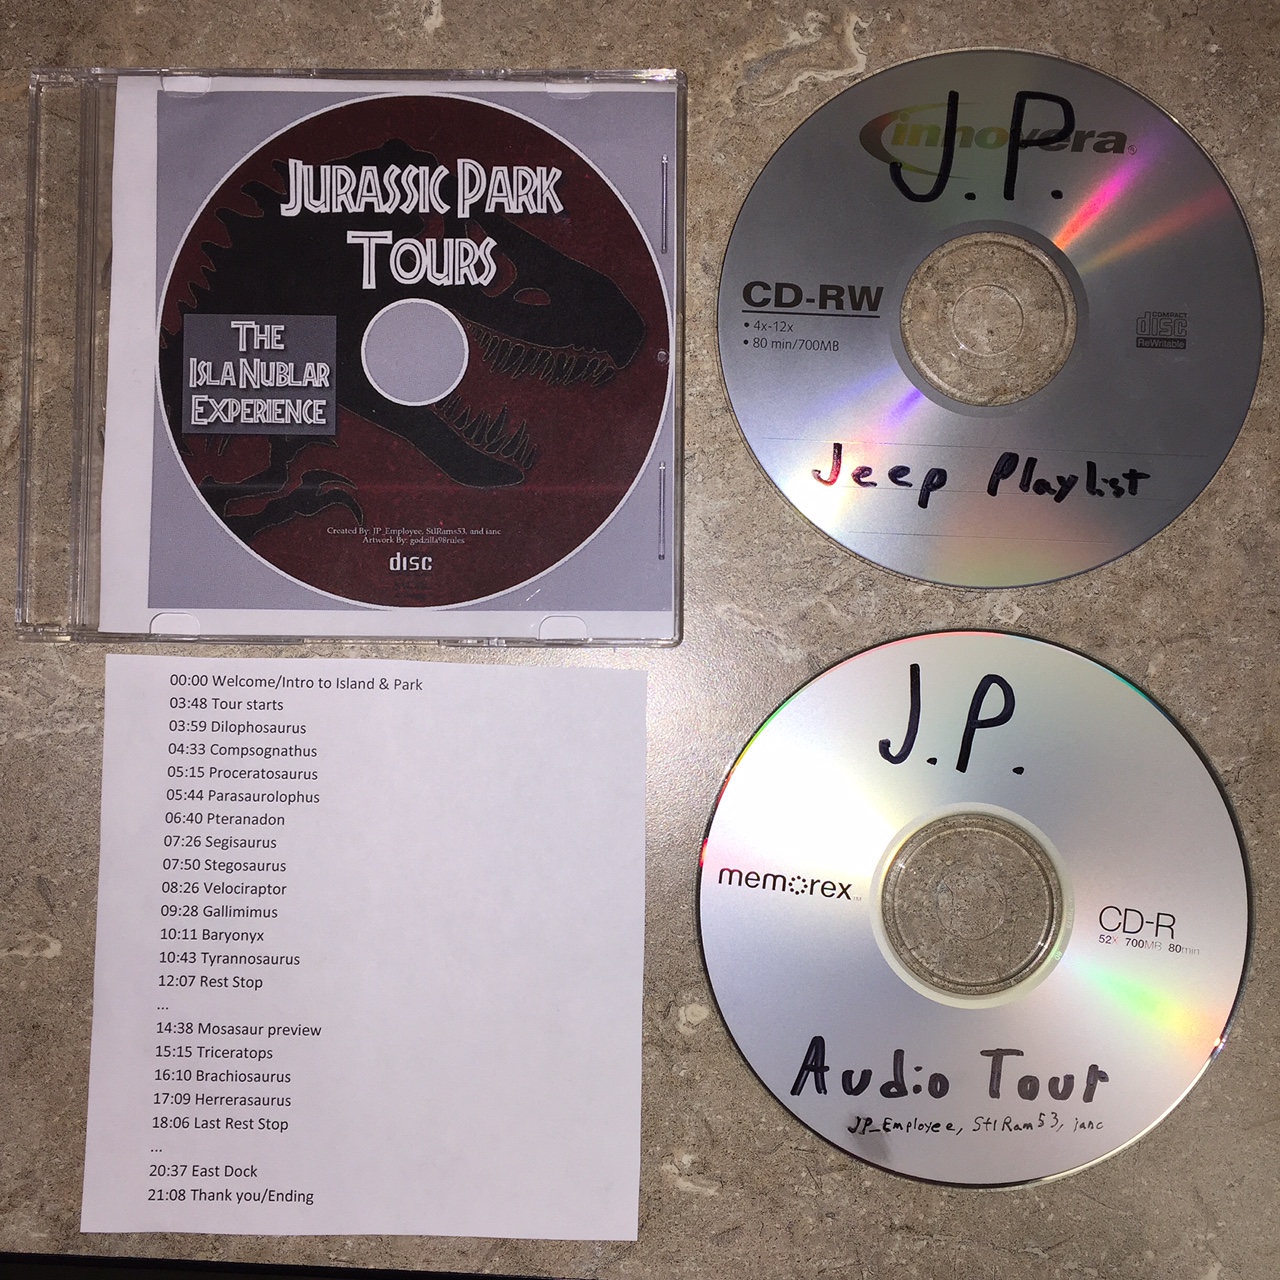 JURASSIC PARK
TOURS
THE
ISLA NUBLAR
EXPERIENCE
Created By: JP_Employee, StlRams53, and ianc
Artwork By: godzilla98rules
disc
innovera
J.P.
CD-RW
• 4x-12x
• 80 min/700MB
COMPACT
disc
ReWritable
Jeep Playlist
00:00 Welcome/Intro to Island & Park
03:48 Tour starts
03:59 Dilophosaurus
04:33 Compsognathus
05:15 Proceratosaurus
05:44 Parasaurolophus
06:40 Pteranadon
07:26 Segisaurus
07:50 Stegosaurus
08:26 Velociraptor
09:28 Gallimimus
10:11 Baryonyx
10:43 Tyrannosaurus
12:07 Rest Stop
...
14:38 Mosasaur preview
15:15 Triceratops
16:10 Brachiosaurus
17:09 Herrerasaurus
18:06 Last Rest Stop
...
20:37 East Dock
21:08 Thank you/Ending
J.P.
memorex
CD-R
52X 700MB 80min
Audio Tour
JP_Employee, StlRam53, ianc